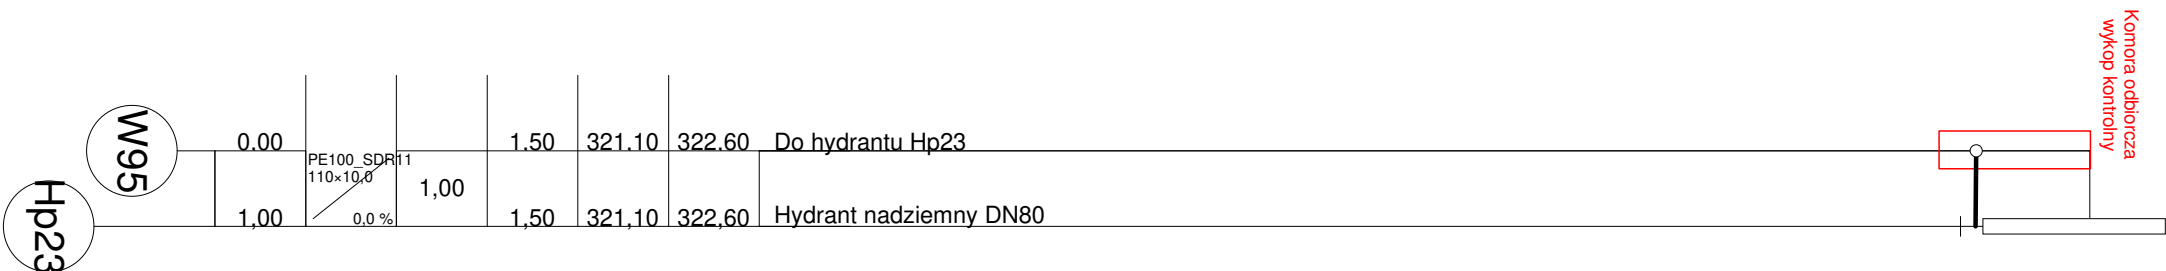 Komora odbiorcza
wykop kontrolny
W95
0,00
1,50
321,10
322,60
Do hydrantu Hp23
PE100_SDR11
110×10,0
0,0 %
1,00
Hp23
1,00
1,50
321,10
322,60
Hydrant nadziemny DN80